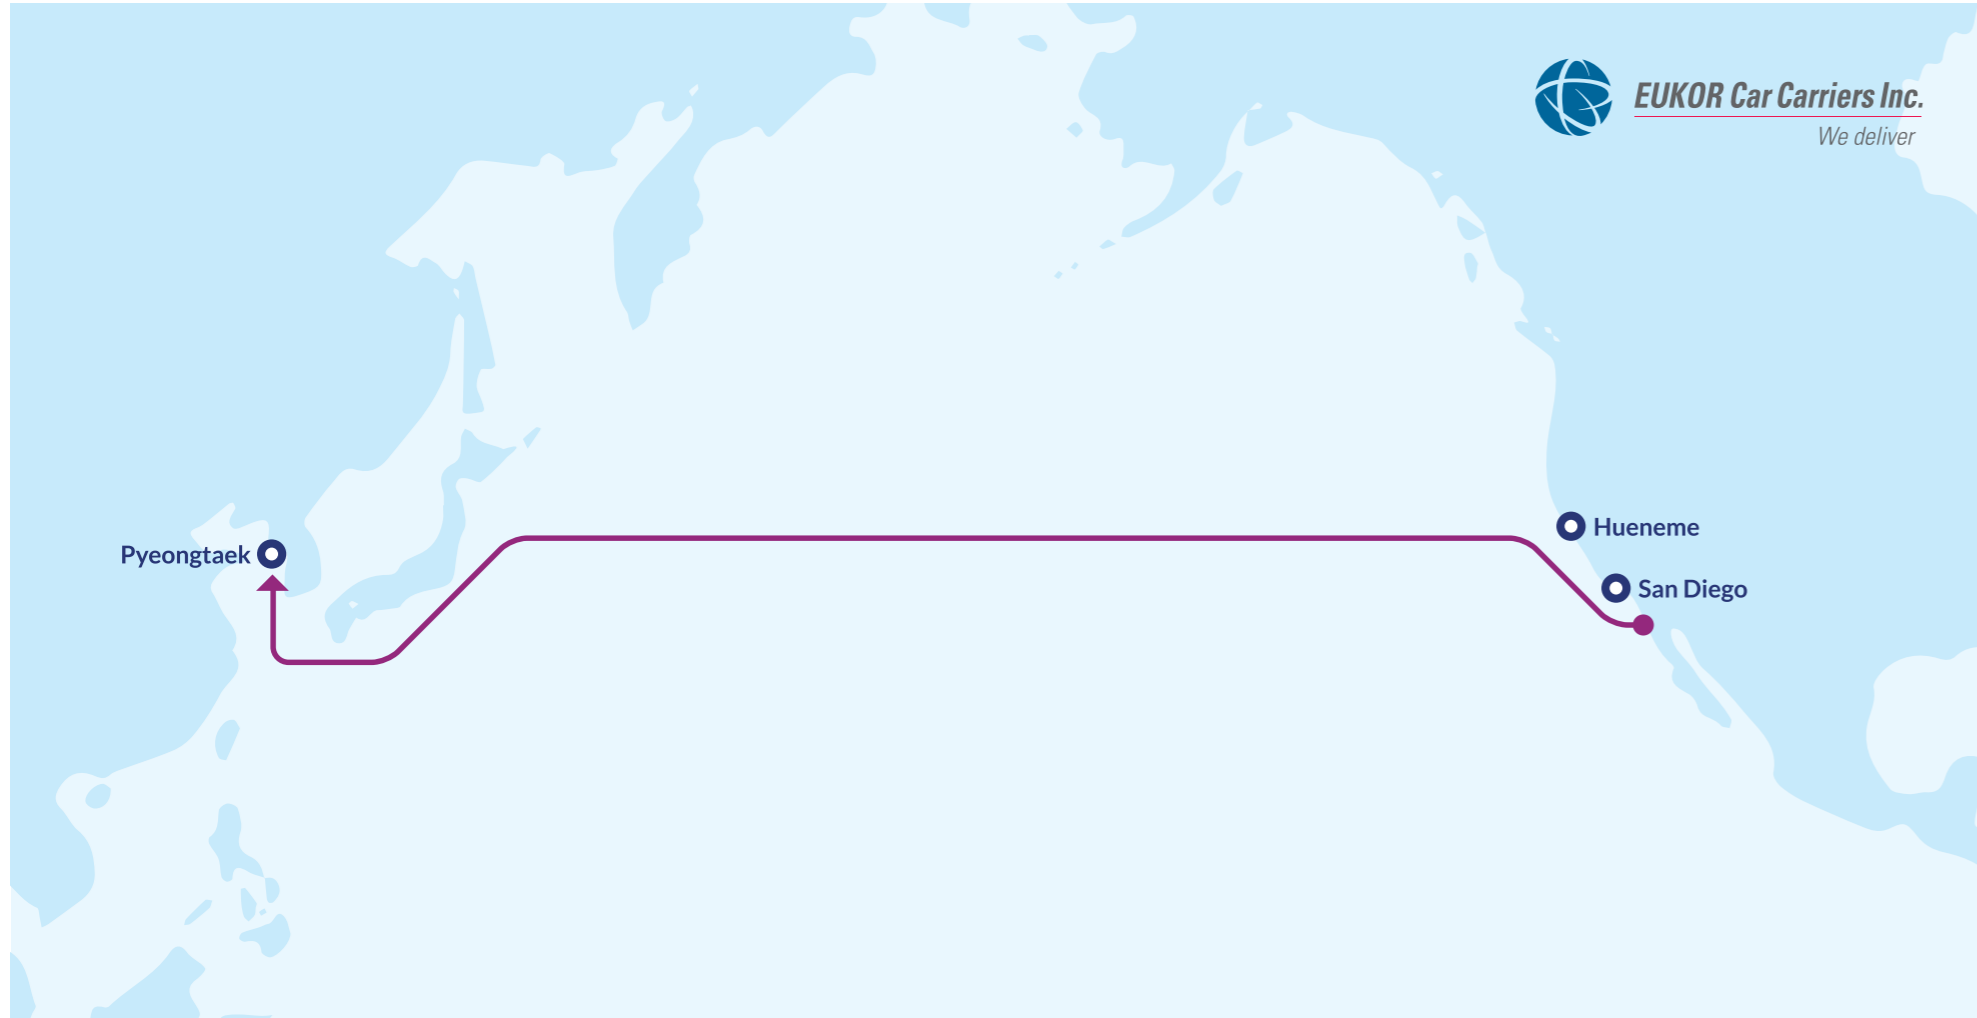 EUKOR Car Carriers Inc.
We deliver
Hueneme
Pyeongtaek
San Diego